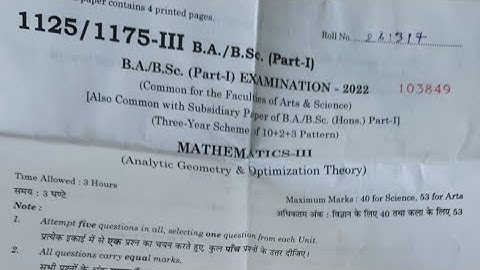 paper contains 4 printed pages.
Roll No. 241314
1125/1175-III B.A./B.Sc. (Part-I)
B.A./B.Sc. (Part-I) EXAMINATION - 2022
103849
(Common for the Faculties of Arts & Science)
[Also Common with Subsidiary Paper of B.A./B.Sc. (Hons.) Part-I]
(Three-Year Scheme of 10+2+3 Pattern)
MATHEMATICS-III
(Analytic Geometry & Optimization Theory)
Time Allowed : 3 Hours
Maximum Marks : 40 for Science, 53 for Arts
समय : 3 घण्टे
अधिकतम अंक : विज्ञान के लिए 40 तथा कला के लिए 53
Note :
1. Attempt five questions in all, selecting one question from each Unit.
प्रत्येक इकाई में से एक प्रश्न का चयन करते हुए, कुल पाँच प्रश्नों के उत्तर दीजिए।
2. All questions carry equal marks.
सभी प्रश्नों के अंक